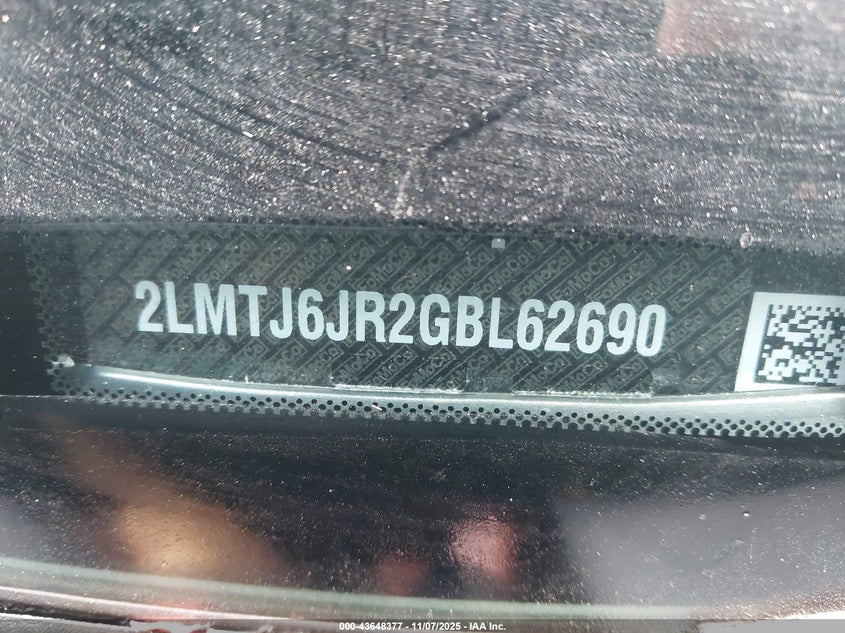 2LMTJ6JR2GBL62690
000-43648377 - 11/07/2025 - IAA Inc.